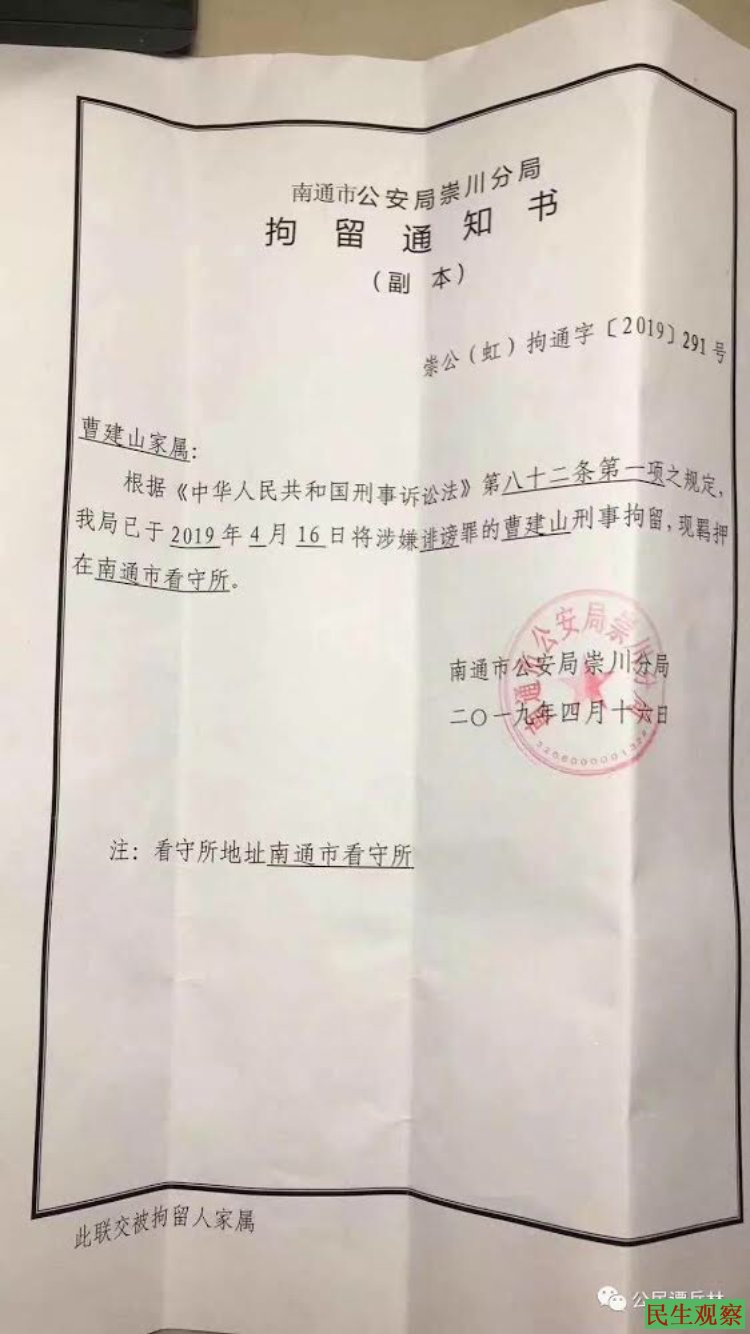 南通市公安局崇川分局
拘留通知书
（副本）
崇公（虹）拘通字〔2019〕291号
曹建山家属：
根据《中华人民共和国刑事诉讼法》第八十二条第一项之规定，
我局已于2019年4月16日将涉嫌诽谤罪的曹建山刑事拘留，现羁押
在南通市看守所。
南通市公安局崇川分局
南通市公安局崇川分局
二〇一九年四月十六日
注：看守所地址南通市看守所
此联交被拘留人家属
民生观察